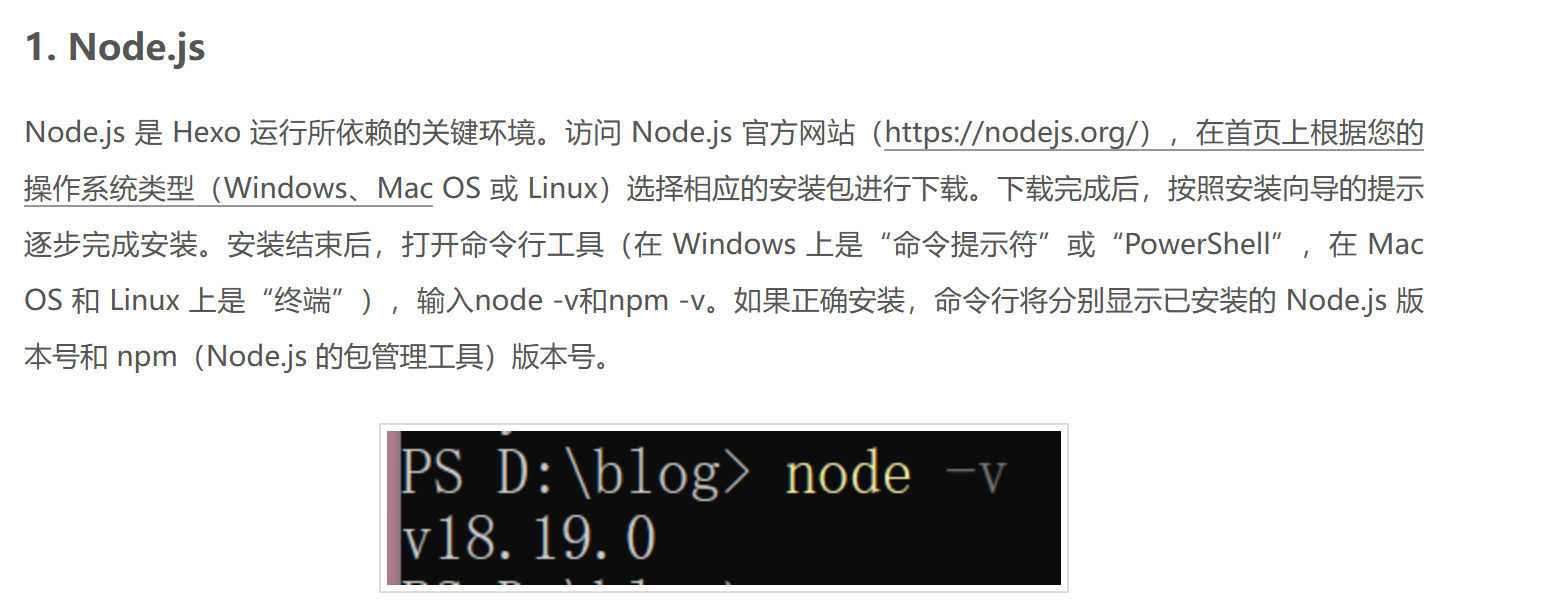 1. Node.js
Node.js 是 Hexo 运行所依赖的关键环境。访问 Node.js 官方网站（https://nodejs.org/），在首页上根据您的
操作系统类型（Windows、Mac OS 或 Linux）选择相应的安装包进行下载。下载完成后，按照安装向导的提示
逐步完成安装。安装结束后，打开命令行工具（在 Windows 上是“命令提示符”或“PowerShell”，在 Mac
OS 和 Linux 上是“终端”），输入node -v和npm -v。如果正确安装，命令行将分别显示已安装的 Node.js 版
本号和 npm（Node.js 的包管理工具）版本号。
PS D:\blog> node -v
v18.19.0